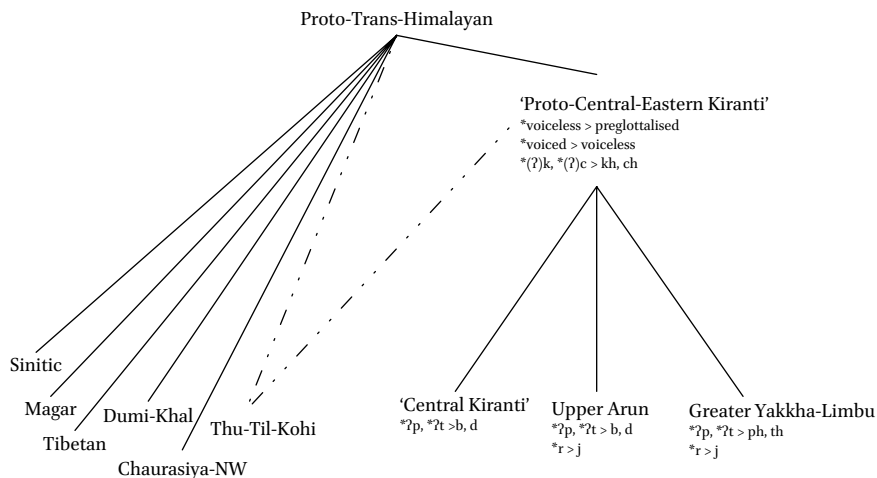 Proto-Trans-Himalayan
‘Proto-Central-Eastern Kiranti’
*voiceless > preglottalised
*voiced > voiceless
*(ʔ)k, *(ʔ)c > kh, ch
Sinitic
Magar
Tibetan
Dumi-Khal
Chaurasiya-NW
Thu-Til-Kohi
‘Central Kiranti’
*ʔp, *ʔt >b, d
Upper Arun
*ʔp, *ʔt > b, d
*r > j
Greater Yakkha-Limbu
*ʔp, *ʔt > ph, th
*r > j